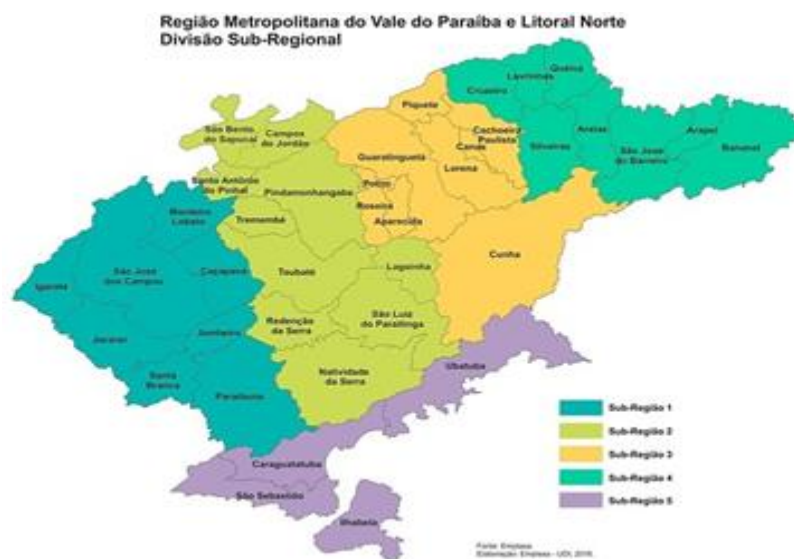 Região Metropolitana do Vale do Paraíba e Litoral Norte
Divisão Sub-Regional
Queluz
Lavrinhas
Cruzeiro
Piquete
São Bento
do Sapucaí
Campos
do Jordão
Cachoeira
Paulista
Canas
Areias
Arapeí
Silveiras
São José
do Barreiro
Bananal
Guaratinguetá
Lorena
Santo Antônio
do Pinhal
Pindamonhangaba
Potim
Roseira
Aparecida
Monteiro
Lobato
Tremembé
Cunha
Lagoinha
Taubaté
São José
dos Campos
Caçapava
Igaratá
São Luiz
do Paraitinga
Redenção
da Serra
Jacareí
Jambeiro
Natividade
da Serra
Ubatuba
Santa
Branca
Paraibuna
Caraguatatuba
São Sebastião
Ilhabela
Sub-Região 1
Sub-Região 2
Sub-Região 3
Sub-Região 4
Sub-Região 5
Fonte: Emplasa
Elaboração: Emplasa - UDI,